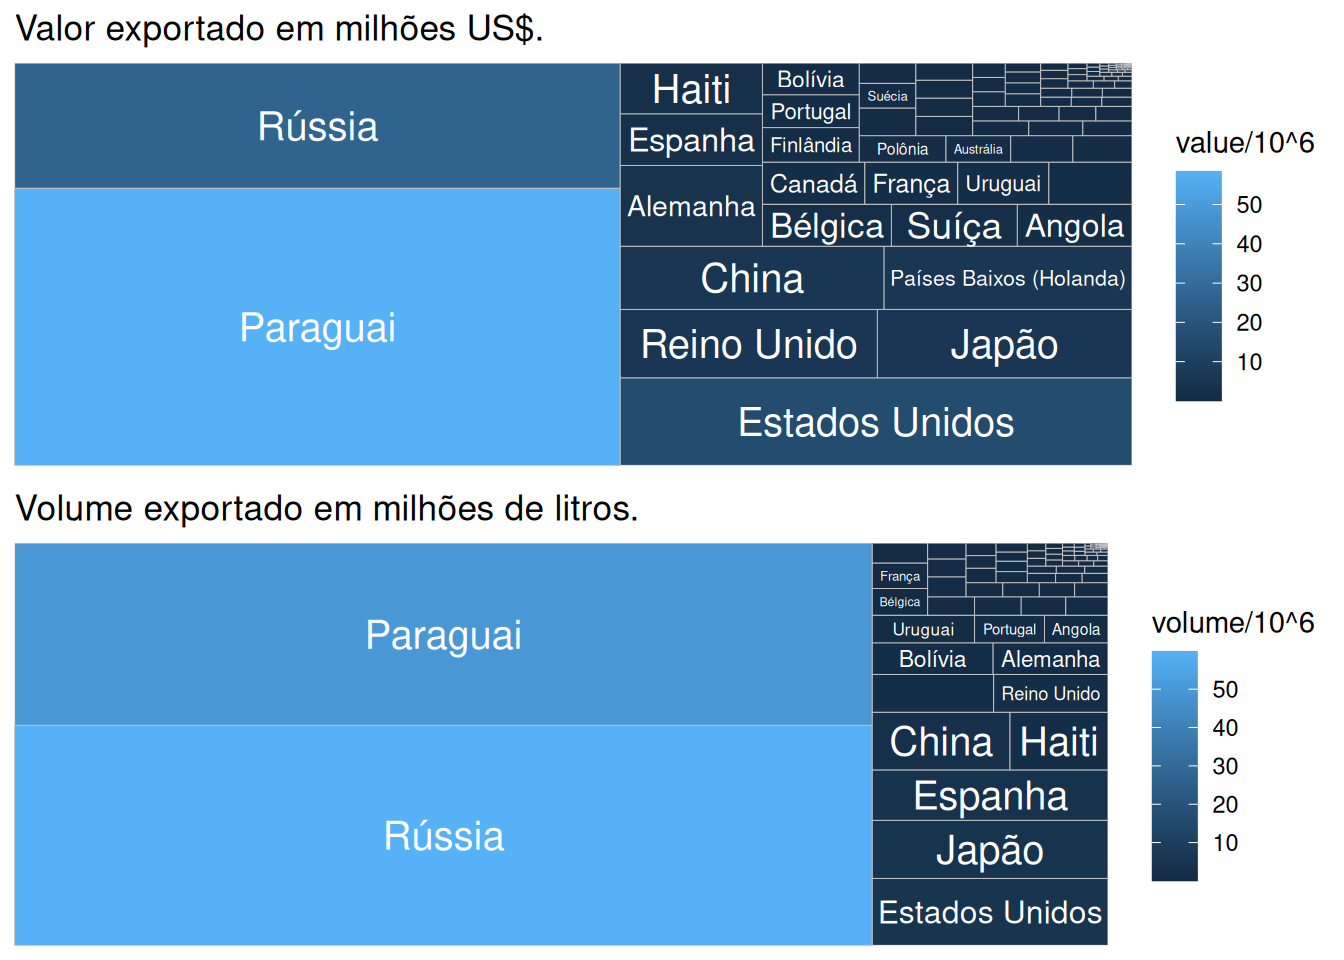 Valor exportado em milhões US$.
Rússia
Paraguai
Haiti
Espanha
Alemanha
Bolívia
Portugal
Finlândia
Suécia
Polônia
Austrália
Canadá
França
Uruguai
Bélgica
Suíça
Angola
China
Países Baixos (Holanda)
Reino Unido
Japão
Estados Unidos
value/10^6
50
40
30
20
10
Volume exportado em milhões de litros.
Paraguai
Rússia
França
Bélgica
Uruguai
Portugal
Angola
Bolívia
Alemanha
Reino Unido
China
Haiti
Espanha
Japão
Estados Unidos
volume/10^6
50
40
30
20
10